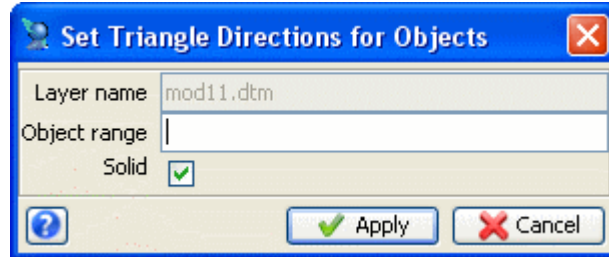 Set Triangle Directions for Objects
Layer name mod11.dtm
Object range
Solid
? Apply Cancel